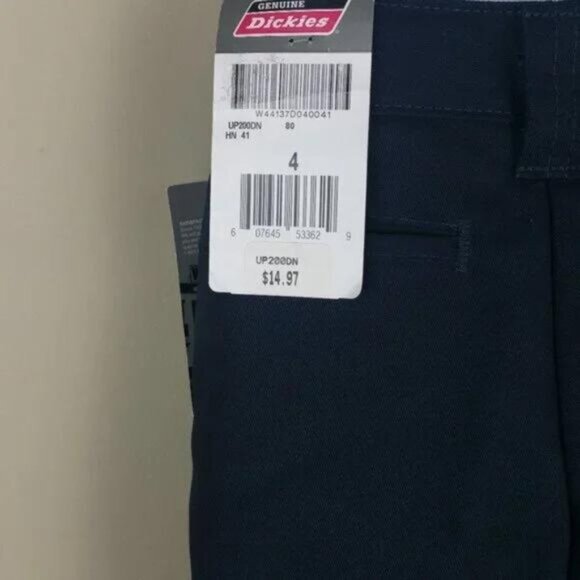 GENUINE
Dickies
W44137D040041
UP200DN 80
HN 41
4
6 07645 53362 9
UP200DN
$14.97